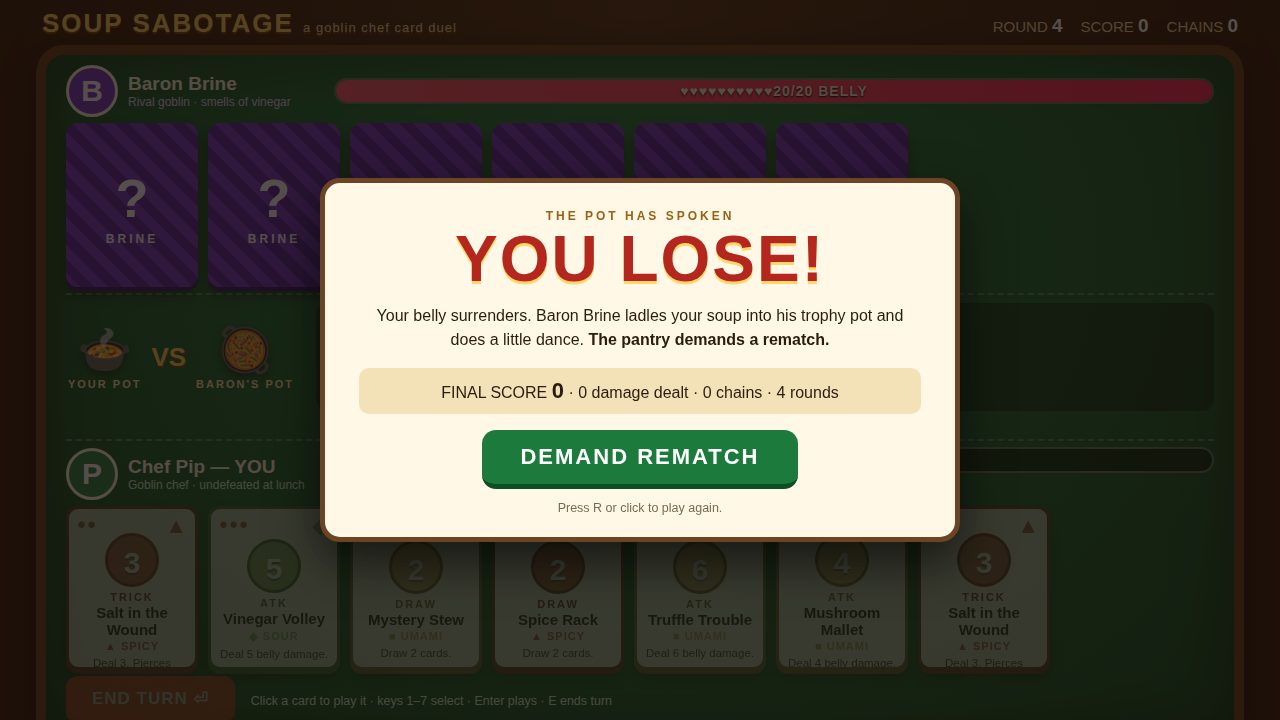 SOUP SABOTAGE a goblin chef card duel
ROUND 4 SCORE 0 CHAINS 0
B
Baron Brine
Rival goblin · smells of vinegar
♥♥♥♥♥♥♥♥♥♥20/20 BELLY
?
BRINE
?
BRINE
THE POT HAS SPOKEN
YOU LOSE!
Your belly surrenders. Baron Brine ladles your soup into his trophy pot and
does a little dance. The pantry demands a rematch.
FINAL SCORE 0 · 0 damage dealt · 0 chains · 4 rounds
DEMAND REMATCH
Press R or click to play again.
VS
YOUR POT
BARON'S POT
P
Chef Pip — YOU
Goblin chef · undefeated at lunch
3
TRICK
Salt in the
Wound
▲ SPICY
Deal 3. Pierces
5
ATK
Vinegar Volley
◆ SOUR
Deal 5 belly damage.
2
DRAW
Mystery Stew
■ UMAMI
Draw 2 cards.
2
DRAW
Spice Rack
▲ SPICY
Draw 2 cards.
6
ATK
Truffle Trouble
■ UMAMI
Deal 6 belly damage.
4
ATK
Mushroom
Mallet
■ UMAMI
Deal 4 belly damage.
3
TRICK
Salt in the
Wound
▲ SPICY
Deal 3. Pierces
END TURN ⏎
Click a card to play it · keys 1–7 select · Enter plays · E ends turn